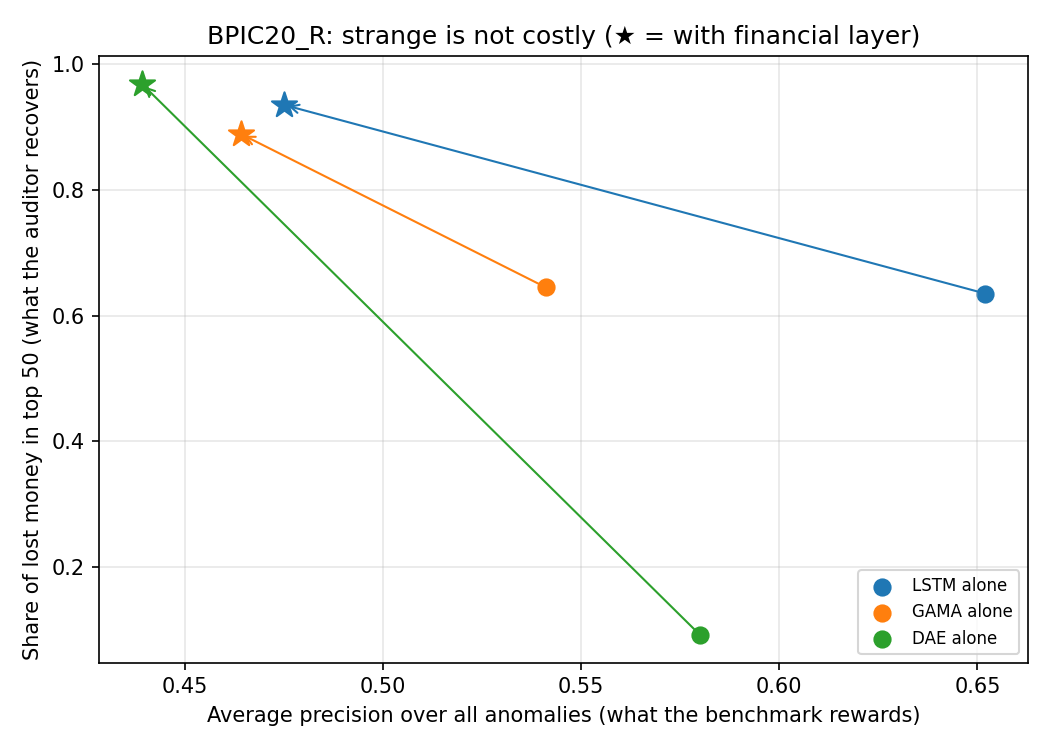 BPIC20_R: strange is not costly (★ = with financial layer)
Share of lost money in top 50 (what the auditor recovers)
1.0
0.8
0.6
0.4
0.2
LSTM alone
GAMA alone
DAE alone
0.45 0.50 0.55 0.60 0.65
Average precision over all anomalies (what the benchmark rewards)